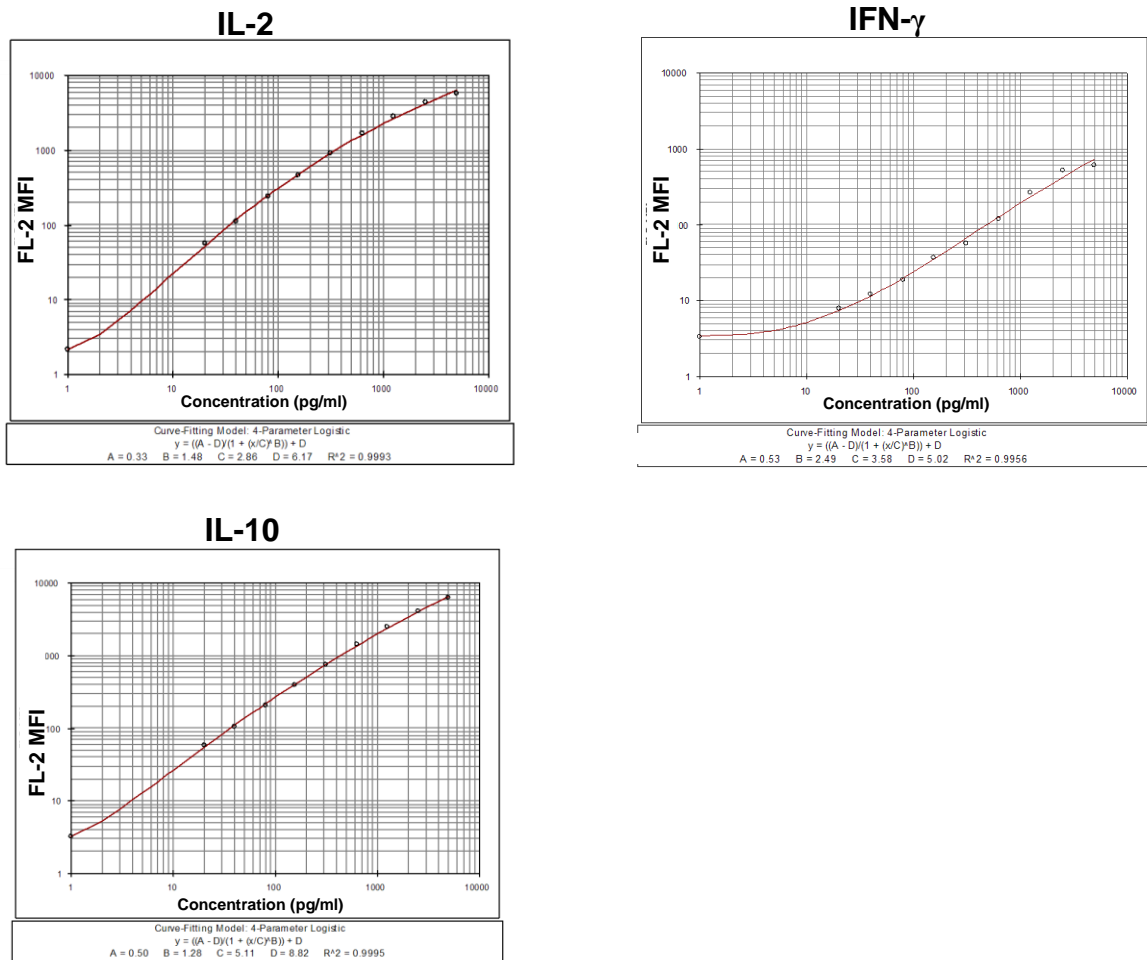 IL-2
10000
1000
100
10
1
FL-2 MFI
1 10 100 1000 10000
Concentration (pg/ml)
Curve-Fitting Model: 4-Parameter Logistic
y = ((A - D)/(1 + (x/C)^B)) + D
A = 0.33 B = 1.48 C = 2.86 D = 6.17 R^2 = 0.9993
IFN-γ
10000
1000
00
10
1
FL-2 MFI
1 10 100 1000 10000
Concentration (pg/ml)
Curve-Fitting Model: 4-Parameter Logistic
y = ((A - D)/(1 + (x/C)^B)) + D
A = 0.53 B = 2.49 C = 3.58 D = 5.02 R^2 = 0.9956
IL-10
10000
000
100
10
1
FL-2 MFI
1 10 100 1000 10000
Concentration (pg/ml)
Curve-Fitting Model: 4-Parameter Logistic
y = ((A - D)/(1 + (x/C)^B)) + D
A = 0.50 B = 1.28 C = 5.11 D = 8.82 R^2 = 0.9995